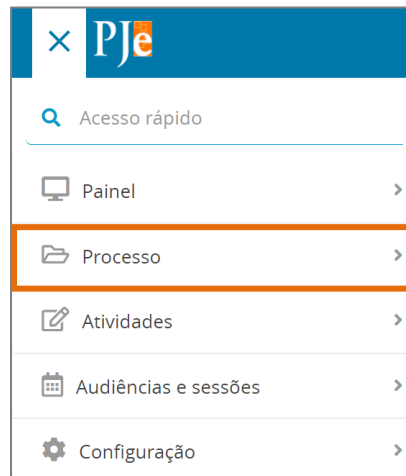 PJe
Acesso rápido
Painel
Processo
Atividades
Audiências e sessões
Configuração